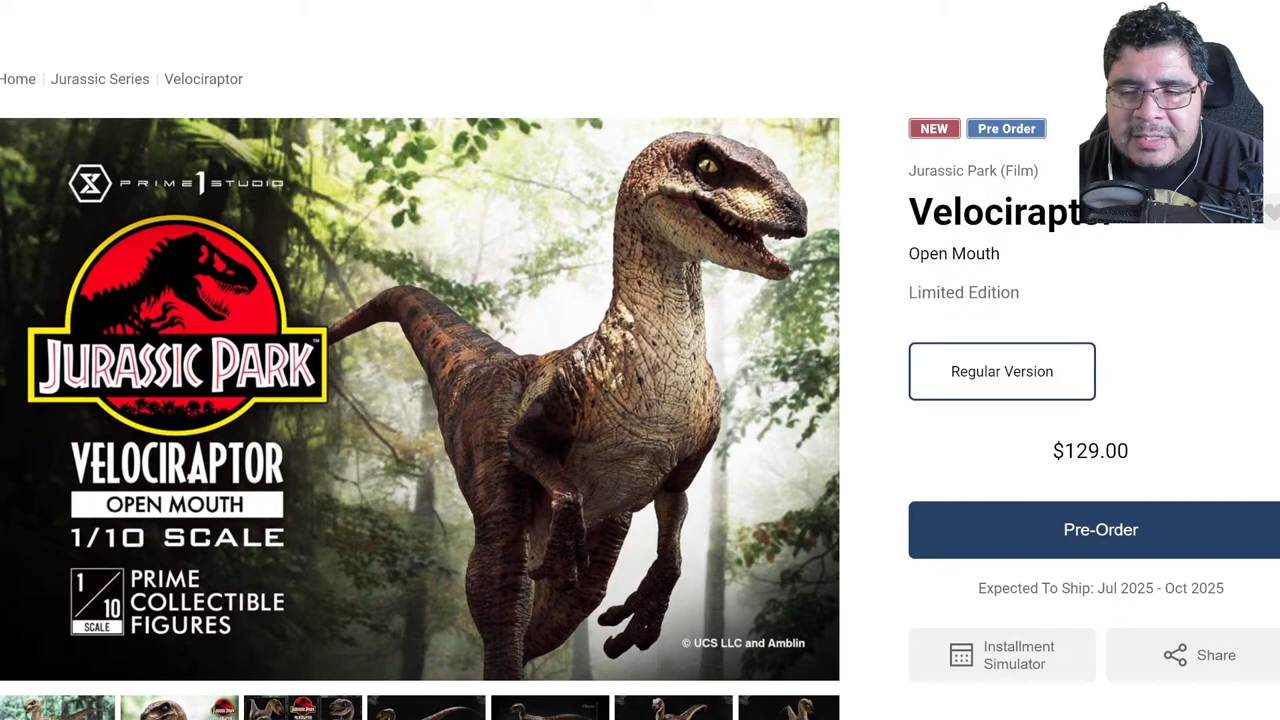 Home Jurassic Series Velociraptor
PRIME 1 STUDIO
JURASSIC PARK™
VELOCIRAPTOR
OPEN MOUTH
1/10 SCALE
1/10
SCALE
PRIME
COLLECTIBLE
FIGURES
© UCS LLC and Amblin
NEW Pre Order
Jurassic Park (Film)
Velociraptor
Open Mouth
Limited Edition
Regular Version
$129.00
Pre-Order
Expected To Ship: Jul 2025 - Oct 2025
Installment
Simulator
Share